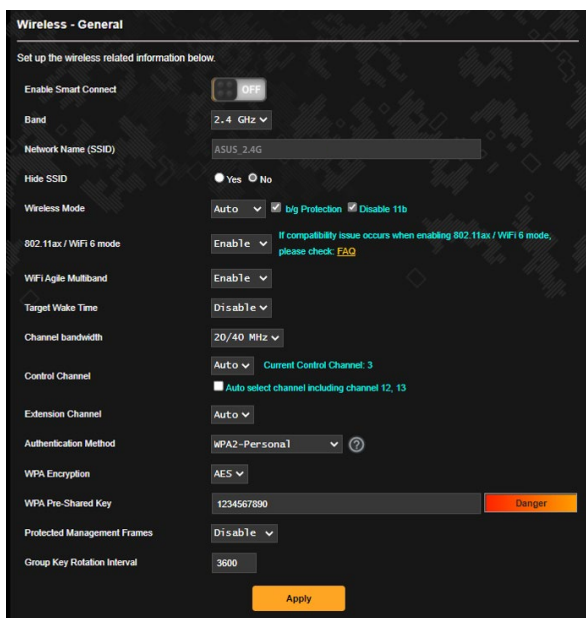 Wireless - General
Set up the wireless related information below.
Enable Smart Connect OFF
Band 2.4 GHz
Network Name (SSID) ASUS_2.4G
Hide SSID Yes No
Wireless Mode Auto b/g Protection Disable 11b
802.11ax / WiFi 6 mode Enable If compatibility issue occurs when enabling 802.11ax / WiFi 6 mode,
please check: FAQ
WiFi Agile Multiband Enable
Target Wake Time Disable
Channel bandwidth 20/40 MHz
Control Channel Auto Current Control Channel: 3
Auto select channel including channel 12, 13
Extension Channel Auto
Authentication Method WPA2-Personal ?
WPA Encryption AES
WPA Pre-Shared Key 1234567890 Danger
Protected Management Frames Disable
Group Key Rotation Interval 3600
Apply